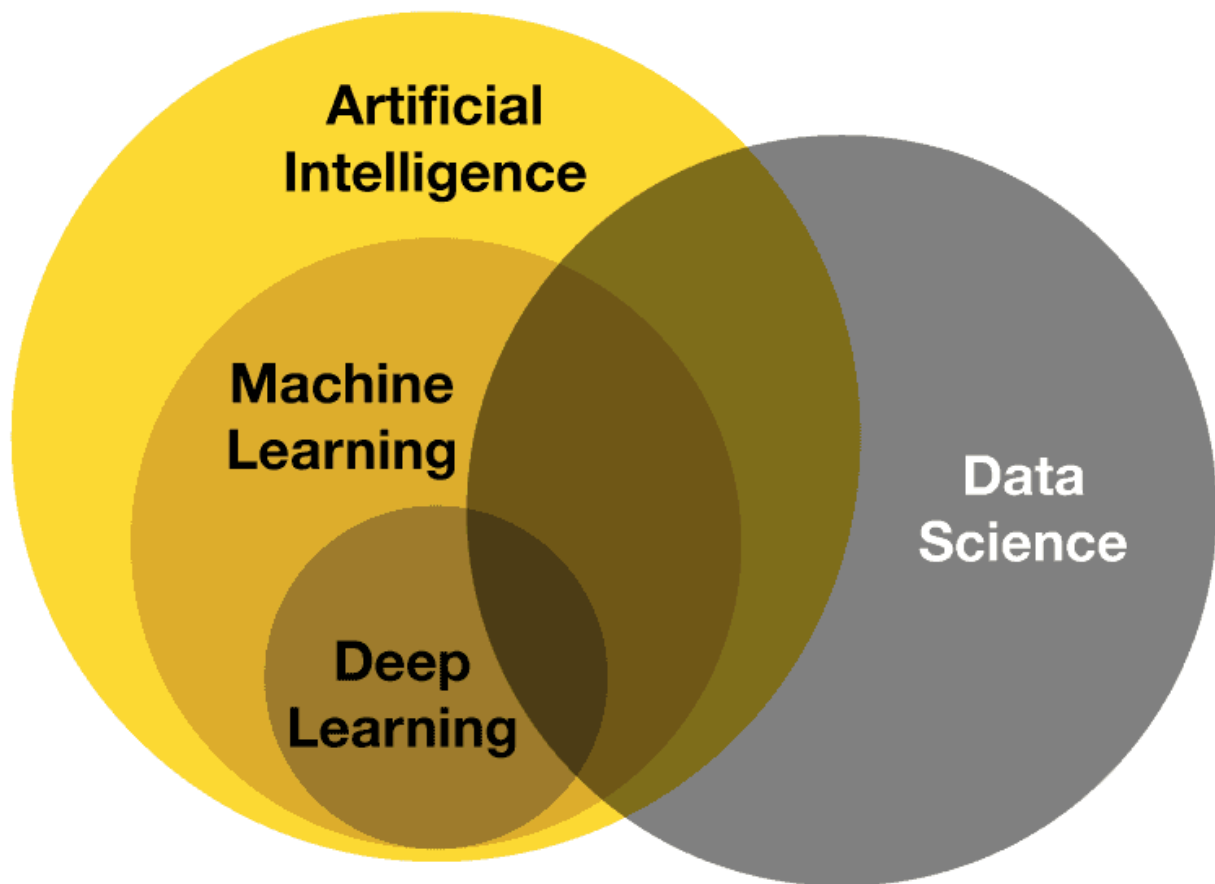 Artificial
Intelligence
Machine
Learning
Data
Science
Deep
Learning